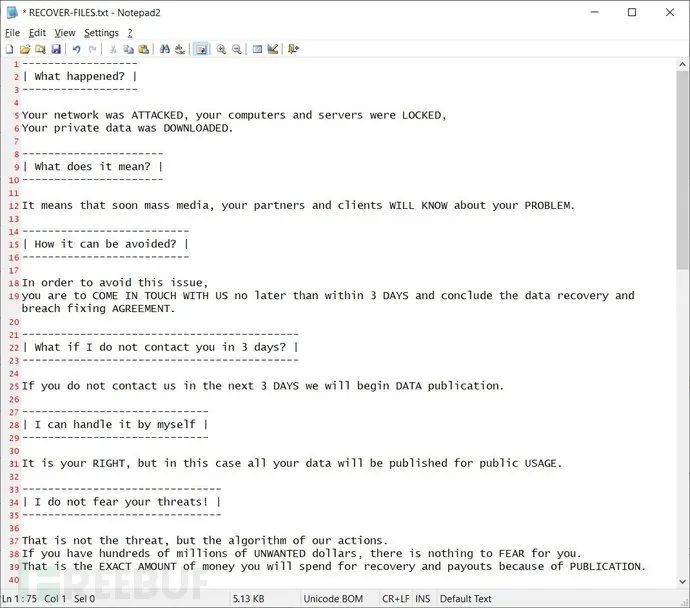 * RECOVER-FILES.txt - Notepad2
File Edit View Settings ?
1 ------------------
2 | What happened? |
3 ------------------
4
5 Your network was ATTACKED, your computers and servers were LOCKED,
6 Your private data was DOWNLOADED.
7
8 ----------------------
9 | What does it mean? |
10 ----------------------
11
12 It means that soon mass media, your partners and clients WILL KNOW about your PROBLEM.
13
14 --------------------------
15 | How it can be avoided? |
16 --------------------------
17
18 In order to avoid this issue,
19 you are to COME IN TOUCH WITH US no later than within 3 DAYS and conclude the data recovery and
breach fixing AGREEMENT.
20
21 -------------------------------------------
22 | What if I do not contact you in 3 days? |
23 -------------------------------------------
24
25 If you do not contact us in the next 3 DAYS we will begin DATA publication.
26
27 -----------------------------
28 | I can handle it by myself |
29 -----------------------------
30
31 It is your RIGHT, but in this case all your data will be published for public USAGE.
32
33 -------------------------------
34 | I do not fear your threats! |
35 -------------------------------
36
37 That is not the threat, but the algorithm of our actions.
38 If you have hundreds of millions of UNWANTED dollars, there is nothing to FEAR for you.
39 That is the EXACT AMOUNT of money you will spend for recovery and payouts because of PUBLICATION.
40
FREEBUF
Ln 1 : 75 Col 1 Sel 0 5.13 KB Unicode BOM CR+LF INS Default Text